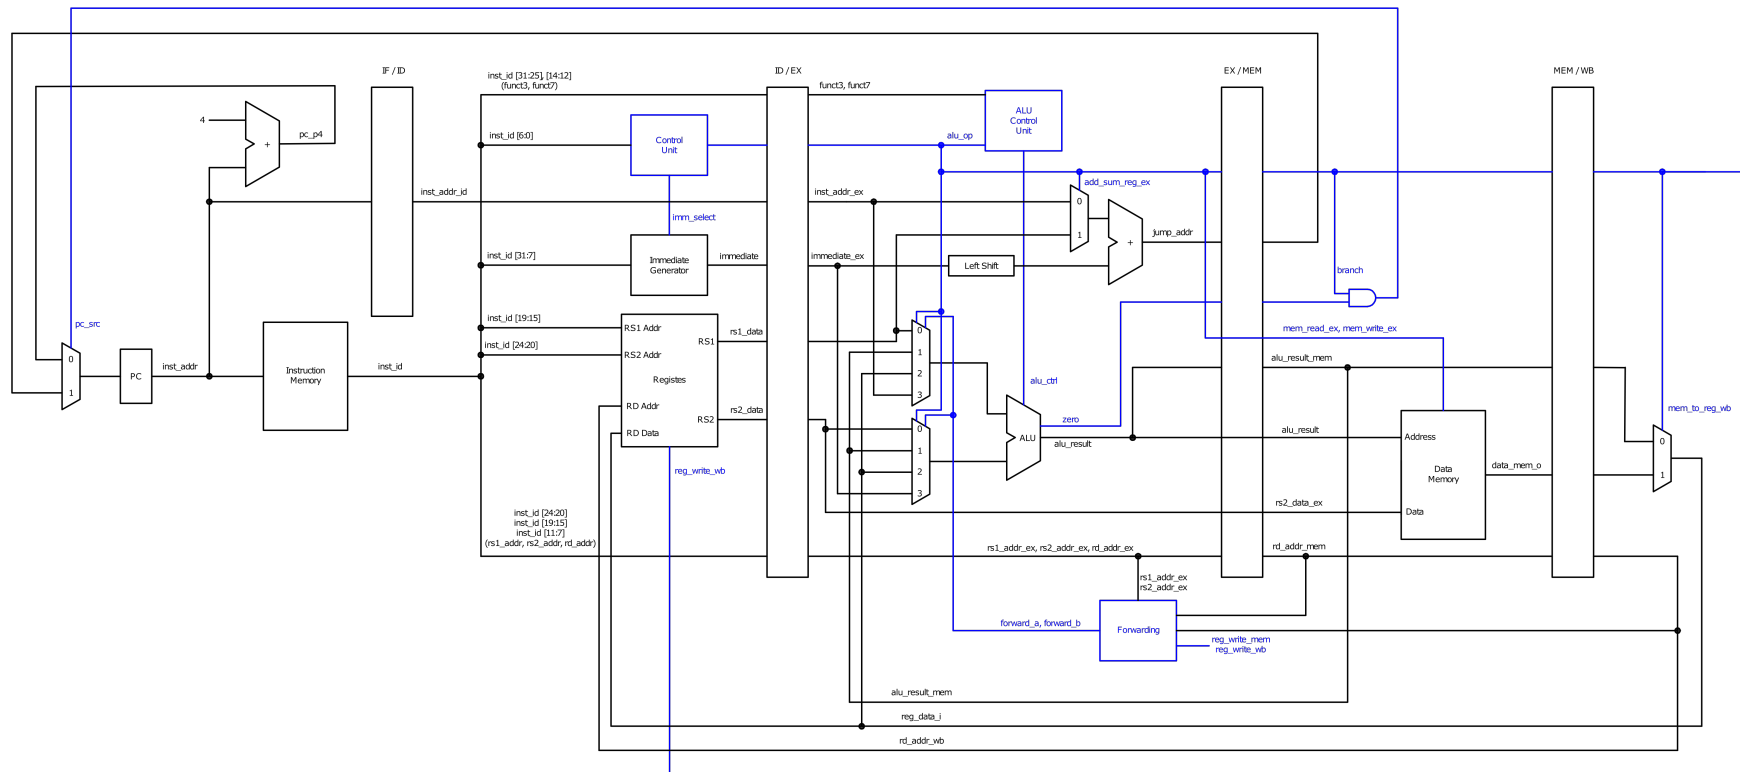 IF / ID
ID / EX
EX / MEM
MEM / WB
inst_id [31:25], [14:12]
(funct3, funct7)
funct3, funct7
ALU
Control
Unit
4
pc_p4
+
inst_id [6:0]
Control
Unit
alu_op
add_sum_reg_ex
inst_addr_id
inst_addr_ex
0
1
+
jump_addr
imm_select
inst_id [31:7]
Immediate
Generator
immediate
immediate_ex
Left Shift
branch
pc_src
inst_id [19:15]
RS1 Addr
rs1_data
RS1
inst_id [24:20]
RS2 Addr
Registes
RD Addr
RS2
rs2_data
RD Data
reg_write_wb
0
1
2
3
0
1
2
3
mem_read_ex, mem_write_ex
alu_result_mem
0
1
PC
inst_addr
Instruction
Memory
inst_id
alu_ctrl
zero
ALU
alu_result
alu_result
Address
Data
Memory
Data
data_mem_o
mem_to_reg_wb
0
1
rs2_data_ex
inst_id [24:20]
inst_id [19:15]
inst_id [11:7]
(rs1_addr, rs2_addr, rd_addr)
rs1_addr_ex, rs2_addr_ex, rd_addr_ex
rd_addr_mem
rs1_addr_ex
rs2_addr_ex
forward_a, forward_b
Forwarding
reg_write_mem
reg_write_wb
alu_result_mem
reg_data_i
rd_addr_wb